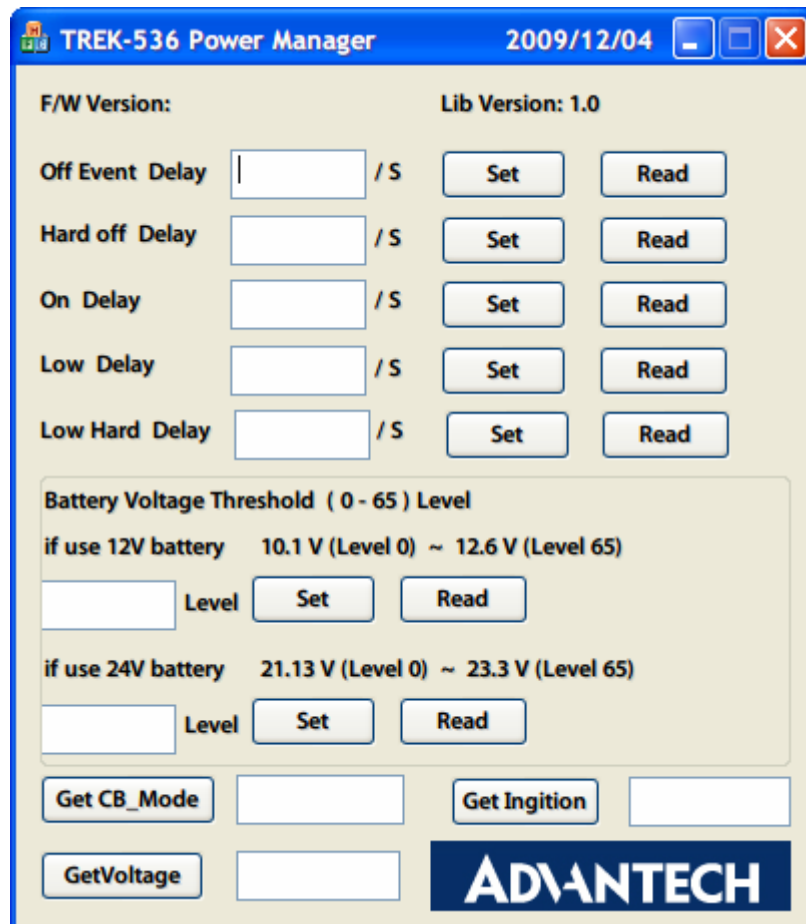 TREK-536 Power Manager 2009/12/04
F/W Version: Lib Version: 1.0
Off Event Delay / S Set Read
Hard off Delay / S Set Read
On Delay / S Set Read
Low Delay / S Set Read
Low Hard Delay / S Set Read
Battery Voltage Threshold ( 0 - 65 ) Level
if use 12V battery 10.1 V (Level 0) ~ 12.6 V (Level 65)
Level Set Read
if use 24V battery 21.13 V (Level 0) ~ 23.3 V (Level 65)
Level Set Read
Get CB_Mode Get Ingition
GetVoltage ADVANTECH